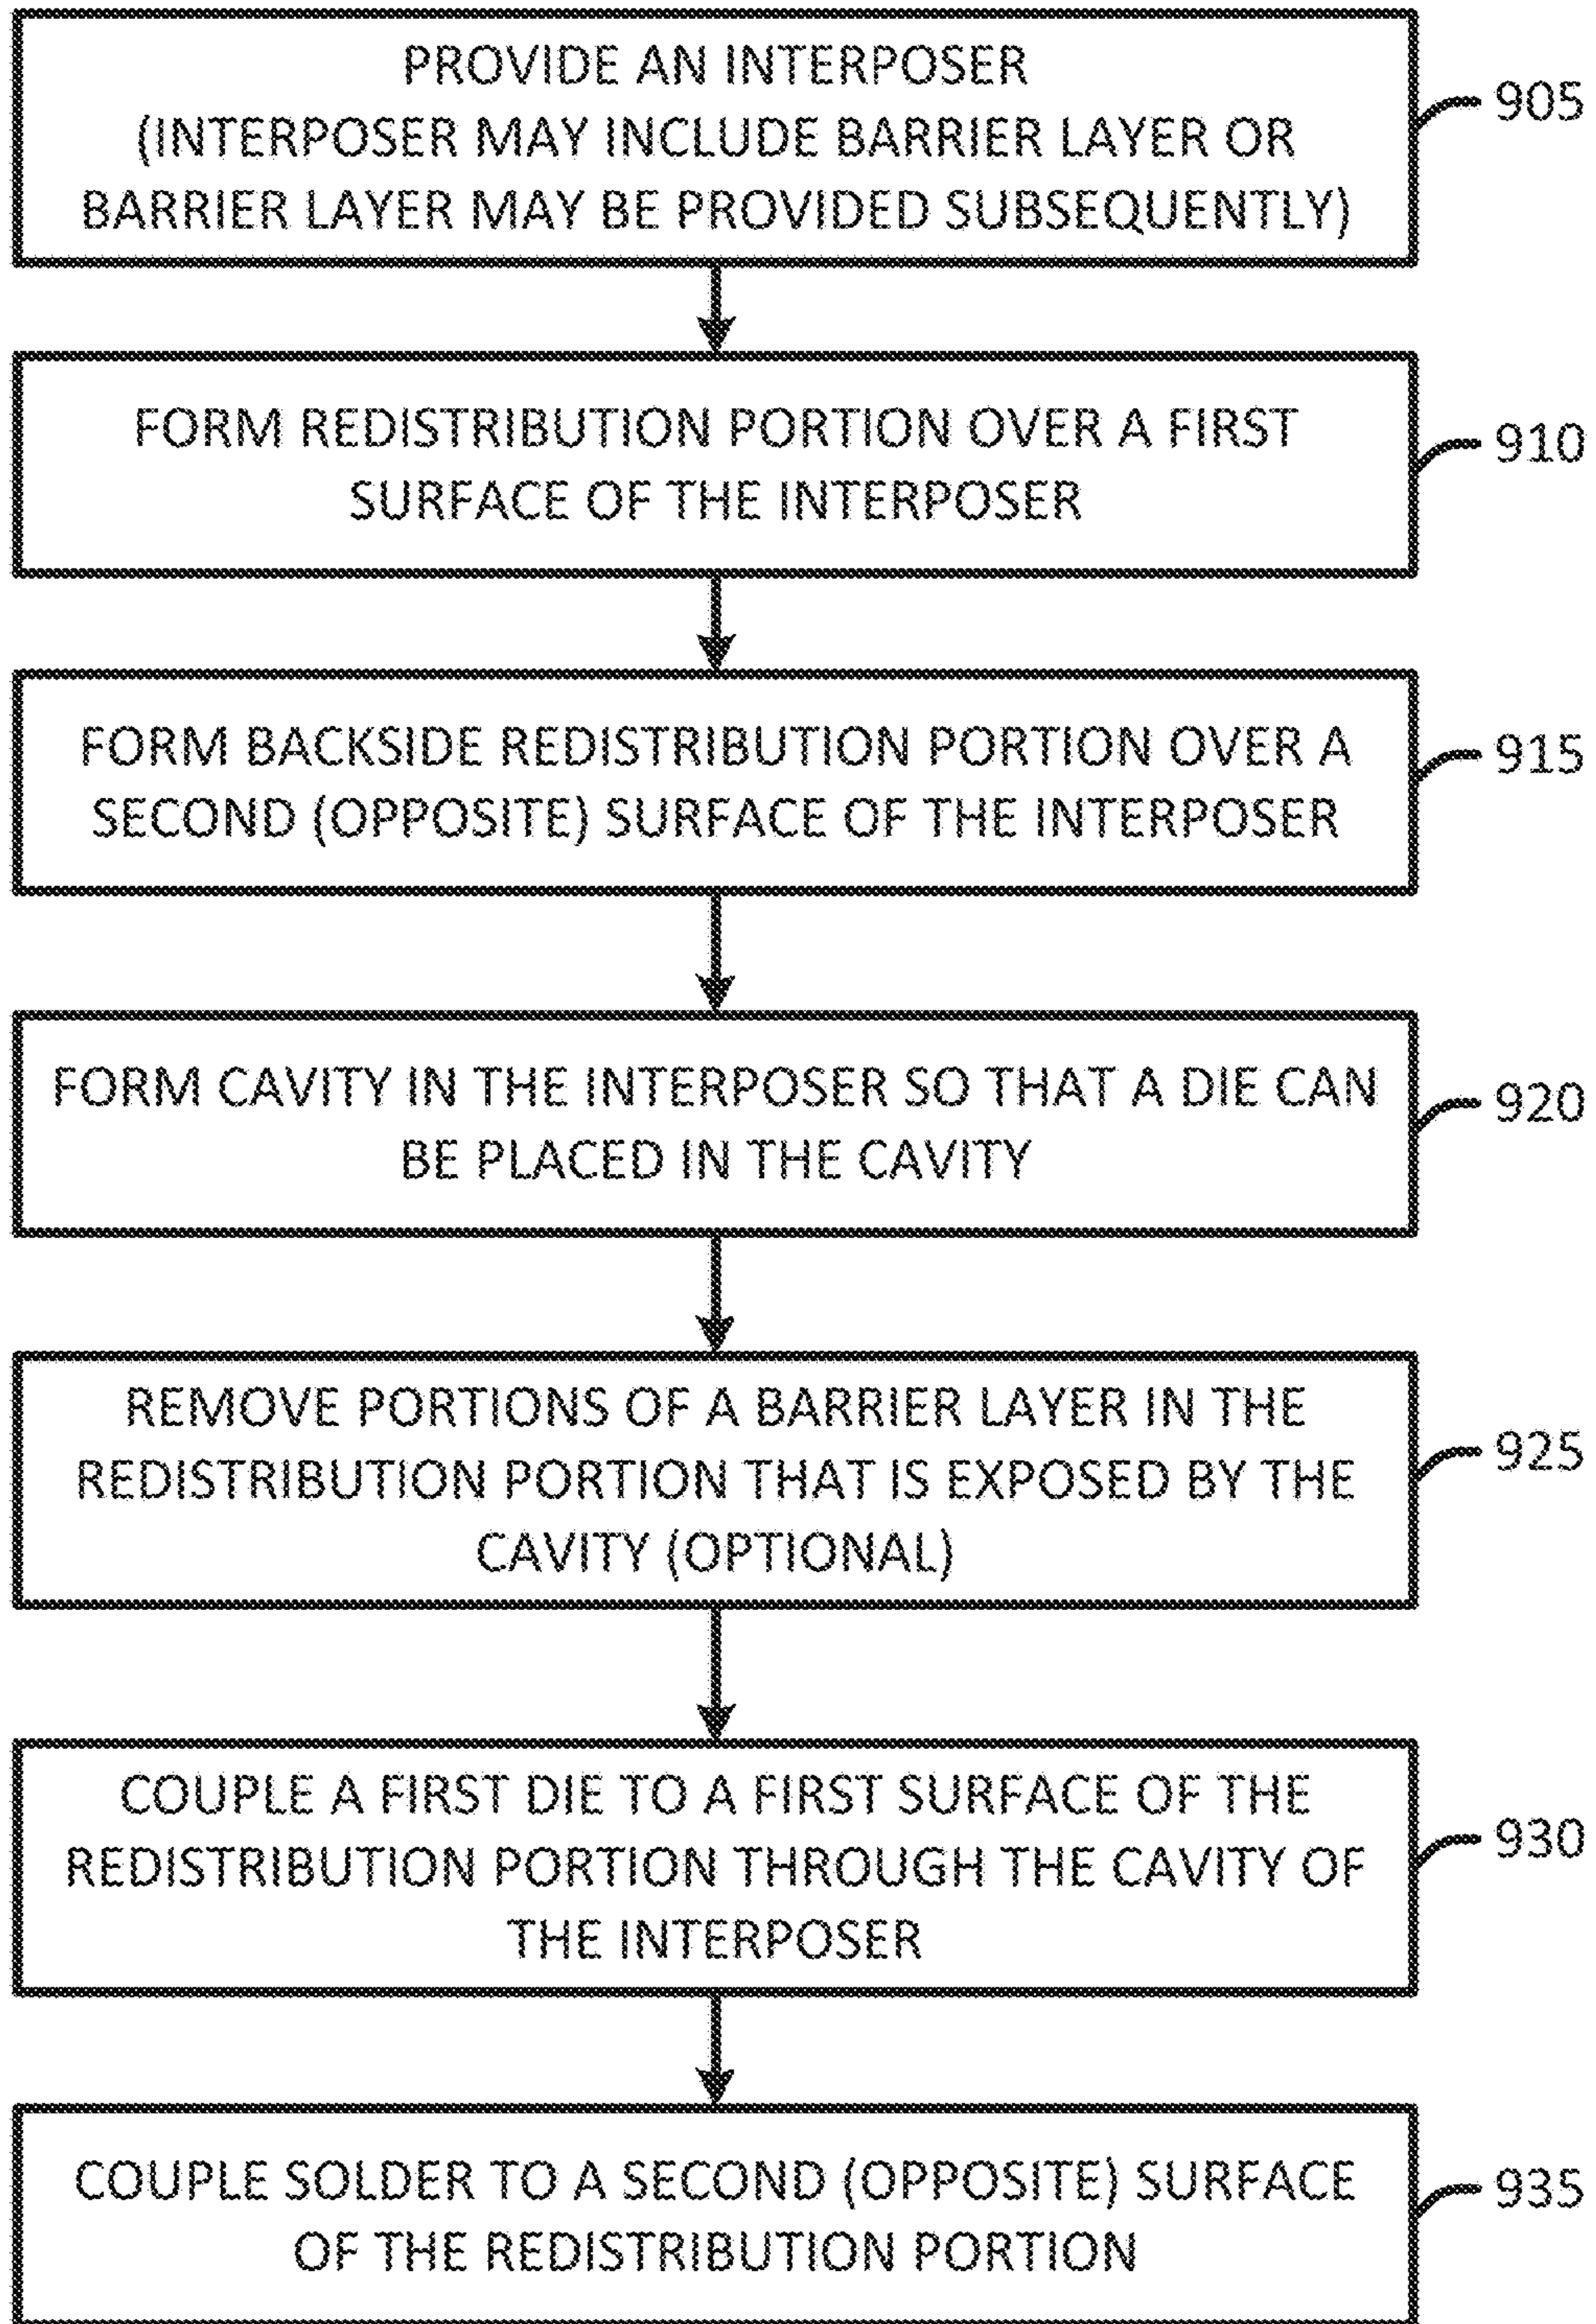 PROVIDE AN INTERPOSER
(INTERPOSER MAY INCLUDE BARRIER LAYER OR
BARRIER LAYER MAY BE PROVIDED SUBSEQUENTLY)
905
FORM REDISTRIBUTION PORTION OVER A FIRST
SURFACE OF THE INTERPOSER
910
FORM BACKSIDE REDISTRIBUTION PORTION OVER A
SECOND (OPPOSITE) SURFACE OF THE INTERPOSER
915
FORM CAVITY IN THE INTERPOSER SO THAT A DIE CAN
BE PLACED IN THE CAVITY
920
REMOVE PORTIONS OF A BARRIER LAYER IN THE
REDISTRIBUTION PORTION THAT IS EXPOSED BY THE
CAVITY (OPTIONAL)
925
COUPLE A FIRST DIE TO A FIRST SURFACE OF THE
REDISTRIBUTION PORTION THROUGH THE CAVITY OF
THE INTERPOSER
930
COUPLE SOLDER TO A SECOND (OPPOSITE) SURFACE
OF THE REDISTRIBUTION PORTION
935